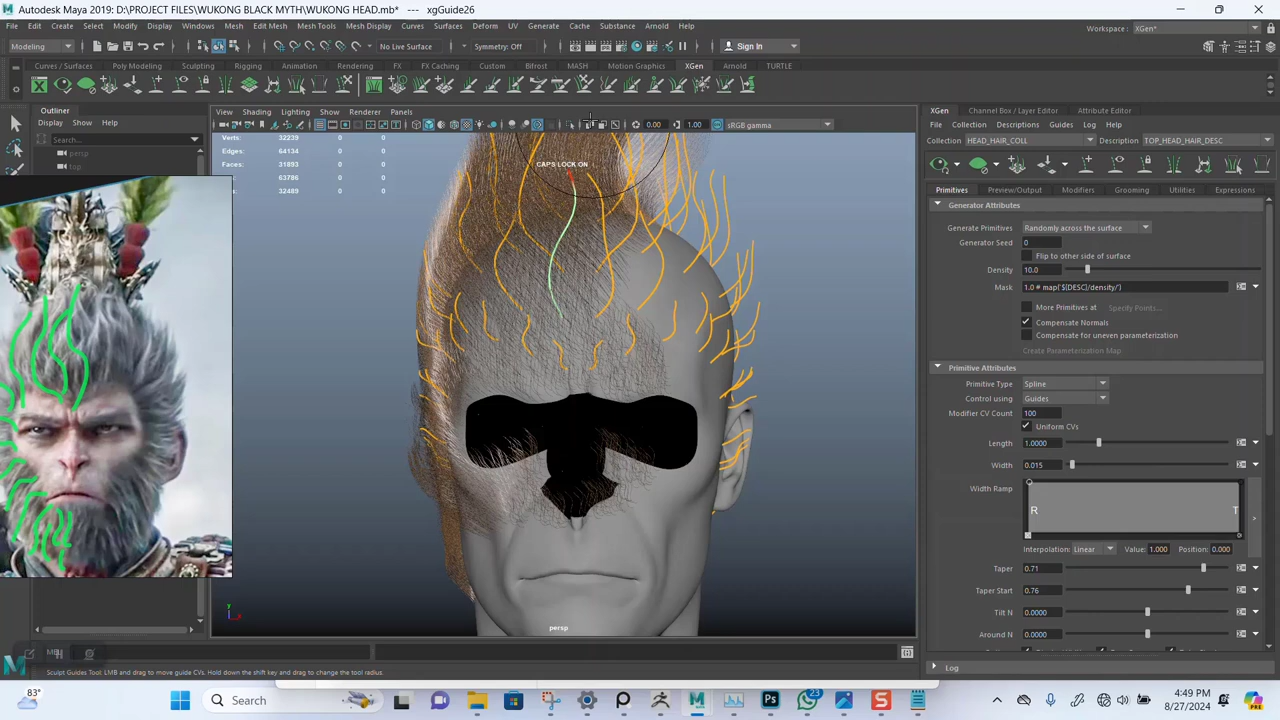 Autodesk Maya 2019: D:\PROJECT FILES\WUKONG BLACK MYTH\WUKONG HEAD.mb* --- xgGuide26
File Edit Create Select Modify Display Windows Mesh Edit Mesh Mesh Tools Mesh Display Curves Surfaces Deform UV Generate Cache Substance Arnold Help
Workspace : XGen*
Modeling No Live Surface Symmetry: Off Sign In
Curves / Surfaces Poly Modeling Sculpting Rigging Animation Rendering FX FX Caching Custom Bifrost MASH Motion Graphics XGen Arnold TURTLE
Outliner
Display Show Help
Search...
persp
top
View Shading Lighting Show Renderer Panels
0.00 1.00 sRGB gamma
Verts: 32239 0 0
Edges: 64134 0 0
Faces: 31893 0 0
63786 0 0
32489 0 0
CAPS LOCK ON
persp
XGen Channel Box / Layer Editor Attribute Editor
File Collection Descriptions Guides Log Help
Collection HEAD_HAIR_COLL Description TOP_HEAD_HAIR_DESC
Primitives Preview/Output Modifiers Grooming Utilities Expressions
Generator Attributes
Generate Primitives Randomly across the surface
Generator Seed 0
Flip to other side of surface
Density 10.0
Mask 1.0 # map('${DESC}/density/')
More Primitives at Specify Points...
Compensate Normals
Compensate for uneven parameterization
Create Parameterization Map
Primitive Attributes
Primitive Type Spline
Control using Guides
Modifier CV Count 100
Uniform CVs
Length 1.0000
Width 0.015
Width Ramp R T
Interpolation: Linear Value: 1.000 Position: 0.000
Taper 0.71
Taper Start 0.76
Tilt N 0.0000
Around N 0.0000
Log
Sculpt Guides Tool: LMB and drag to move guide CVs. Hold down the shift key and drag to change the tool radius.
83°
Search
23
4:49 PM
8/27/2024